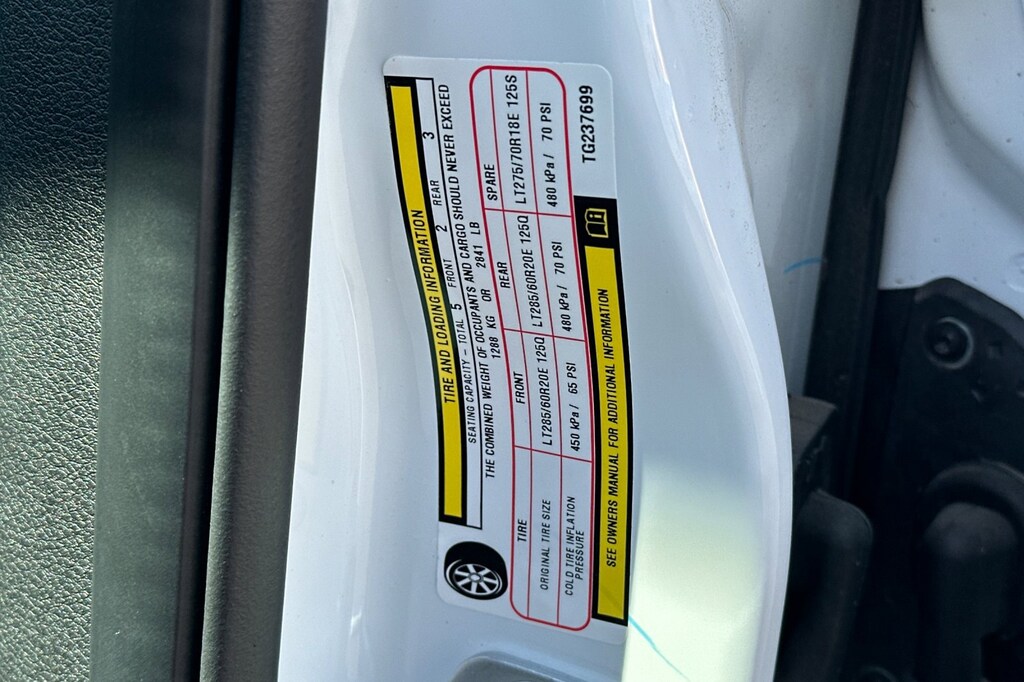 TIRE AND LOADING INFORMATION
SEATING CAPACITY – TOTAL 5 FRONT 2 REAR 3
THE COMBINED WEIGHT OF OCCUPANTS AND CARGO SHOULD NEVER EXCEED
1288 KG OR 2841 LB
TIRE FRONT REAR SPARE
ORIGINAL TIRE SIZE LT285/60R20E 125Q LT285/60R20E 125Q LT275/70R18E 125S
COLD TIRE INFLATION PRESSURE 450 kPa / 65 PSI 480 kPa / 70 PSI 480 kPa / 70 PSI
SEE OWNERS MANUAL FOR ADDITIONAL INFORMATION
TG237699